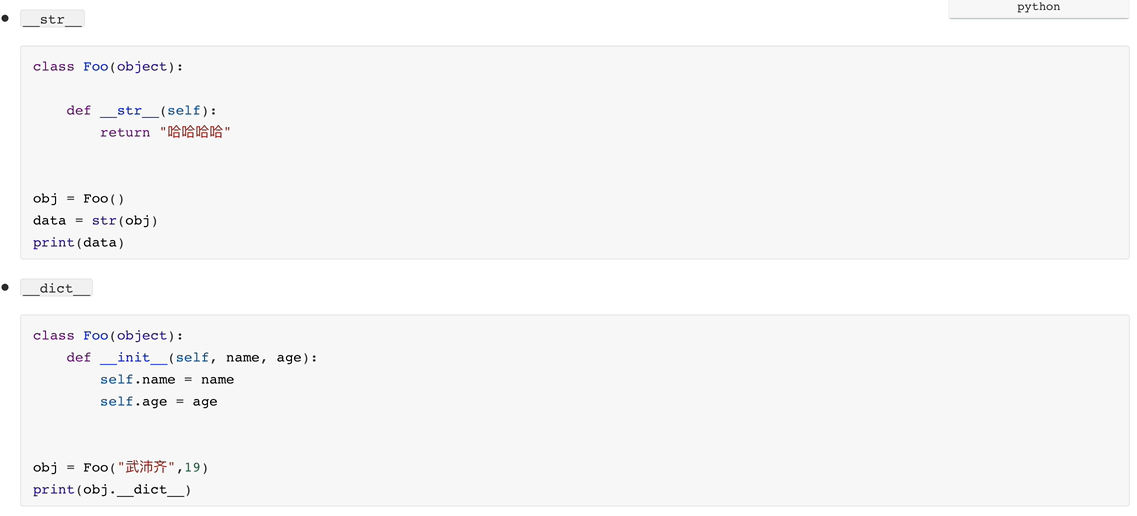 python
__str__
class Foo(object):
    def __str__(self):
        return "哈哈哈哈"
obj = Foo()
data = str(obj)
print(data)
__dict__
class Foo(object):
    def __init__(self, name, age):
        self.name = name
        self.age = age
obj = Foo("武沛齐",19)
print(obj.__dict__)